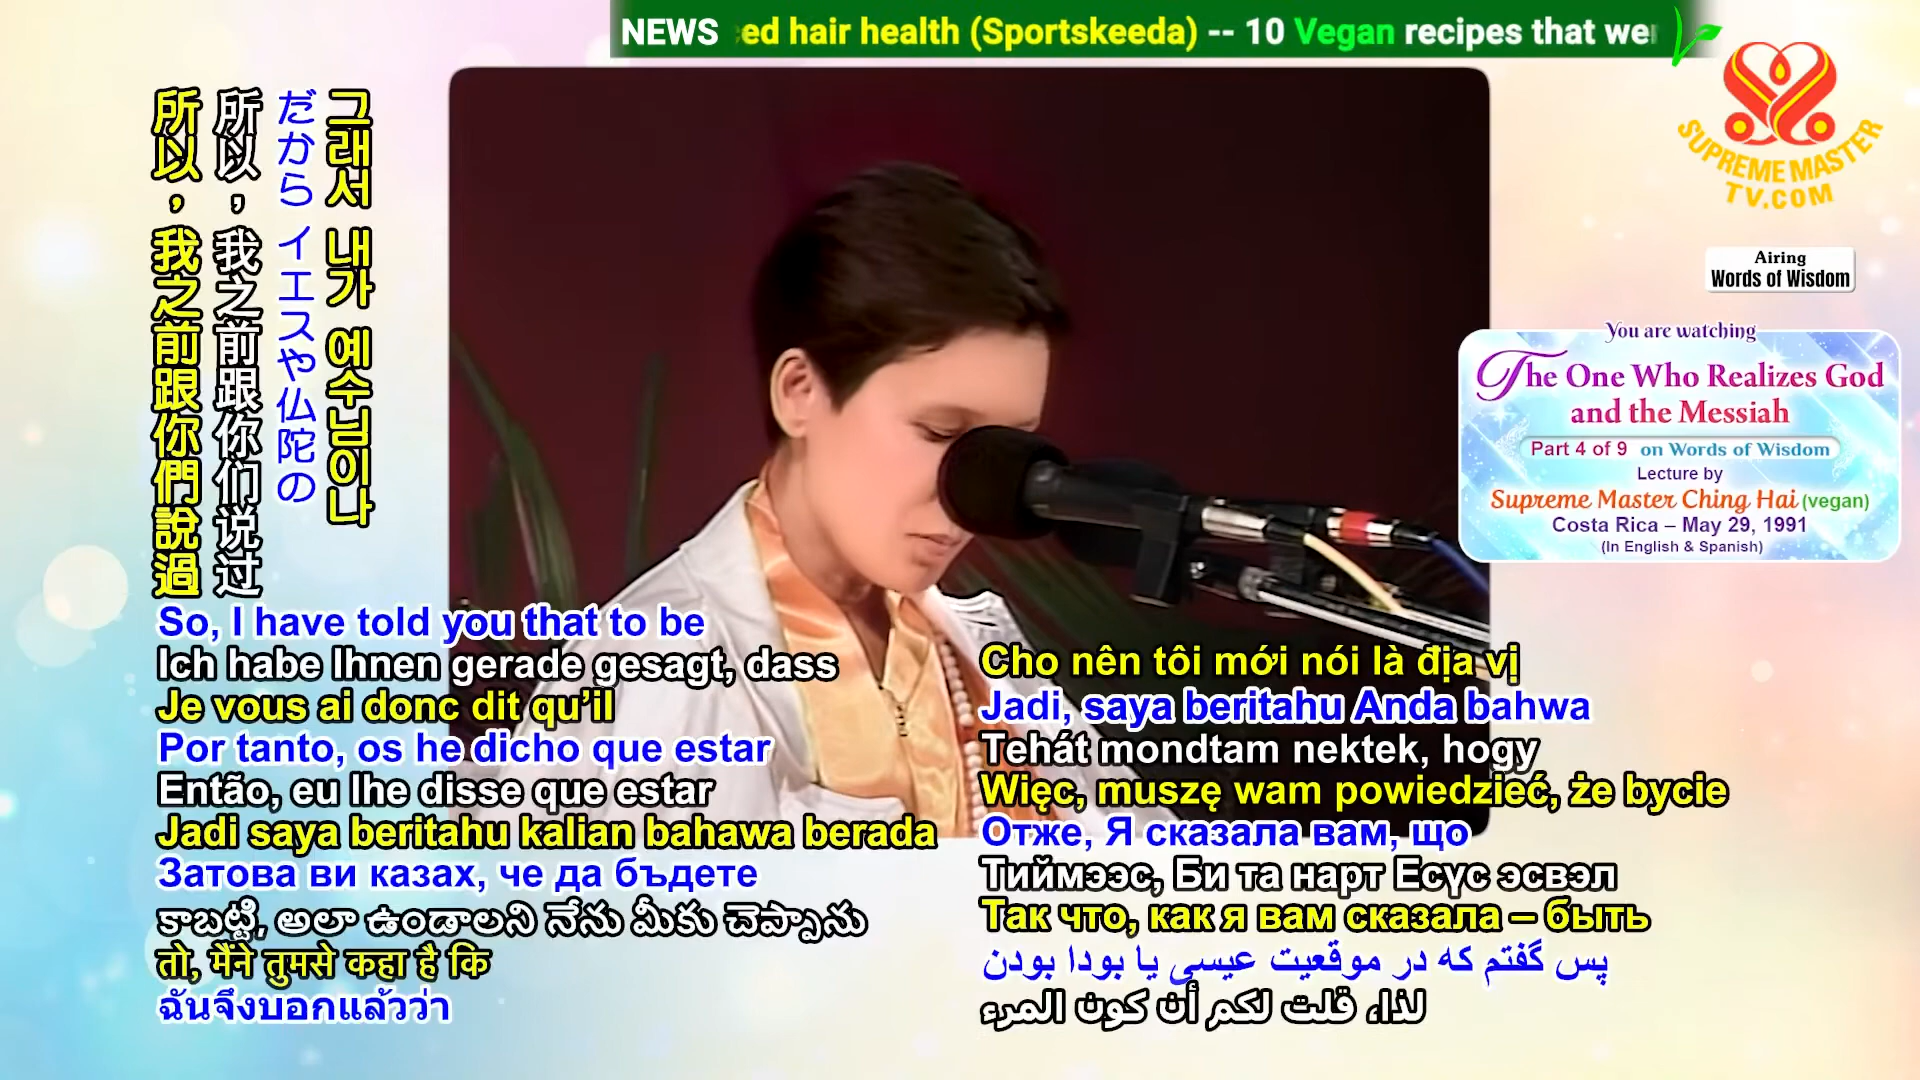 NEWS ed hair health (Sportskeeda) -- 10 Vegan recipes that wer
SUPREME MASTER
TV.COM
Airing
Words of Wisdom
You are watching
The One Who Realizes God
and the Messiah
Part 4 of 9 on Words of Wisdom
Lecture by
Supreme Master Ching Hai (vegan)
Costa Rica – May 29, 1991
(In English & Spanish)
그래서 내가 예수님이나
だから イエスや仏陀の
所以，我之前跟你们说过
所以，我之前跟你們說過
So, I have told you that to be
Ich habe Ihnen gerade gesagt, dass
Je vous ai donc dit qu’il
Por tanto, os he dicho que estar
Então, eu lhe disse que estar
Jadi saya beritahu kalian bahawa berada
Затова ви казах, че да бъдете
కాబట్టి, అలా ఉండాలని నేను మీకు చెప్పాను
तो, मैंने तुमसे कहा है कि
ฉันจึงบอกแล้วว่า
Cho nên tôi mới nói là địa vị
Jadi, saya beritahu Anda bahwa
Tehát mondtam nektek, hogy
Więc, muszę wam powiedzieć, że bycie
Отже, Я сказала вам, що
Тиймээс, Би та нарт Есүс эсвэл
Так что, как я вам сказала – быть
پس گفتم که در موقعیت عیسی یا بودا بودن
لذا، قلت لكم أن كون المرء